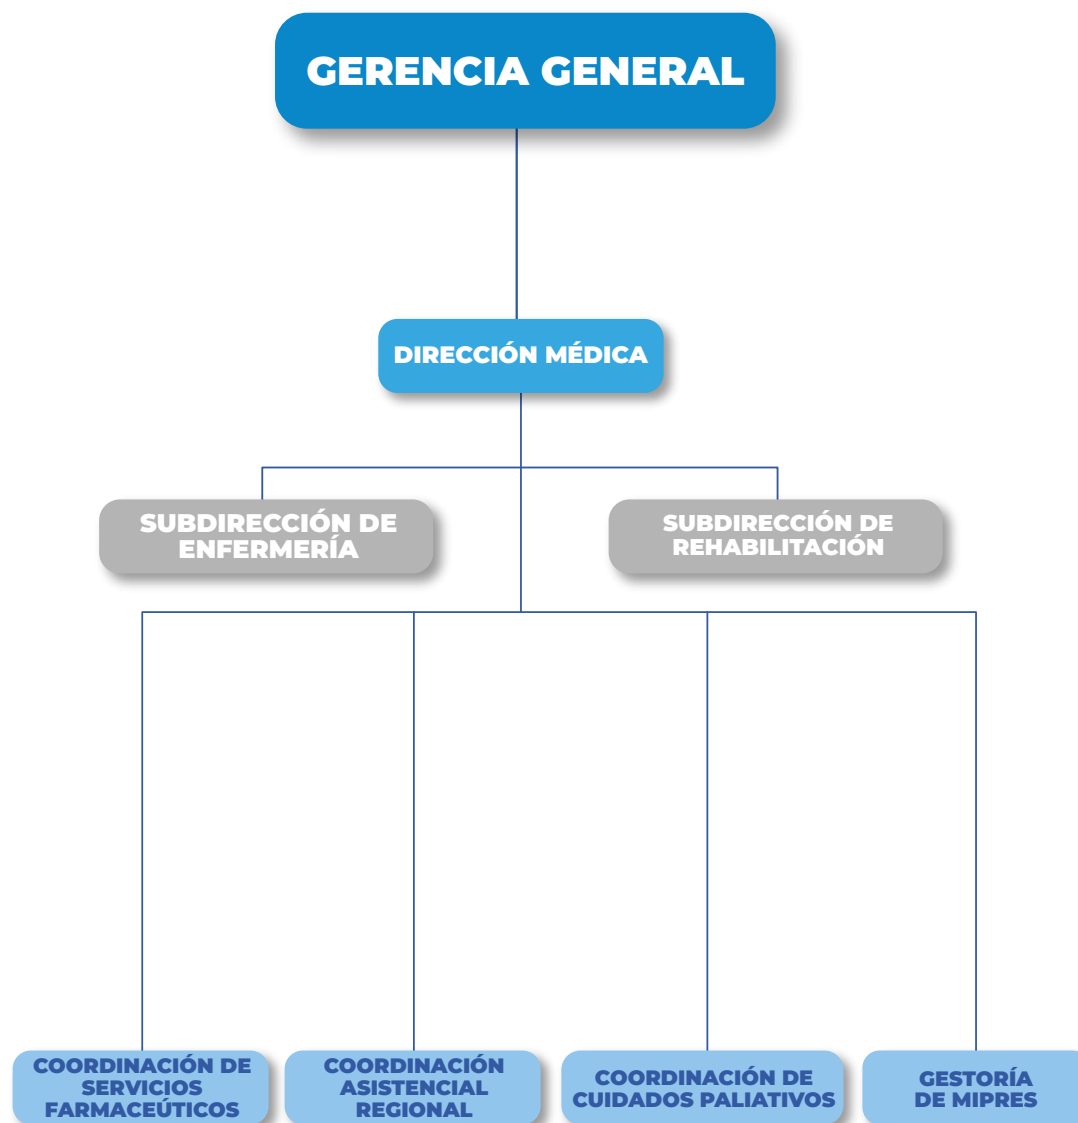 GERENCIA GENERAL
DIRECCIÓN MÉDICA
SUBDIRECCIÓN DE
ENFERMERÍA
SUBDIRECCIÓN DE
REHABILITACIÓN
COORDINACIÓN DE
SERVICIOS
FARMACEÚTICOS
COORDINACIÓN
ASISTENCIAL
REGIONAL
COORDINACIÓN DE
CUIDADOS PALIATIVOS
GESTORÍA
DE MIPRES